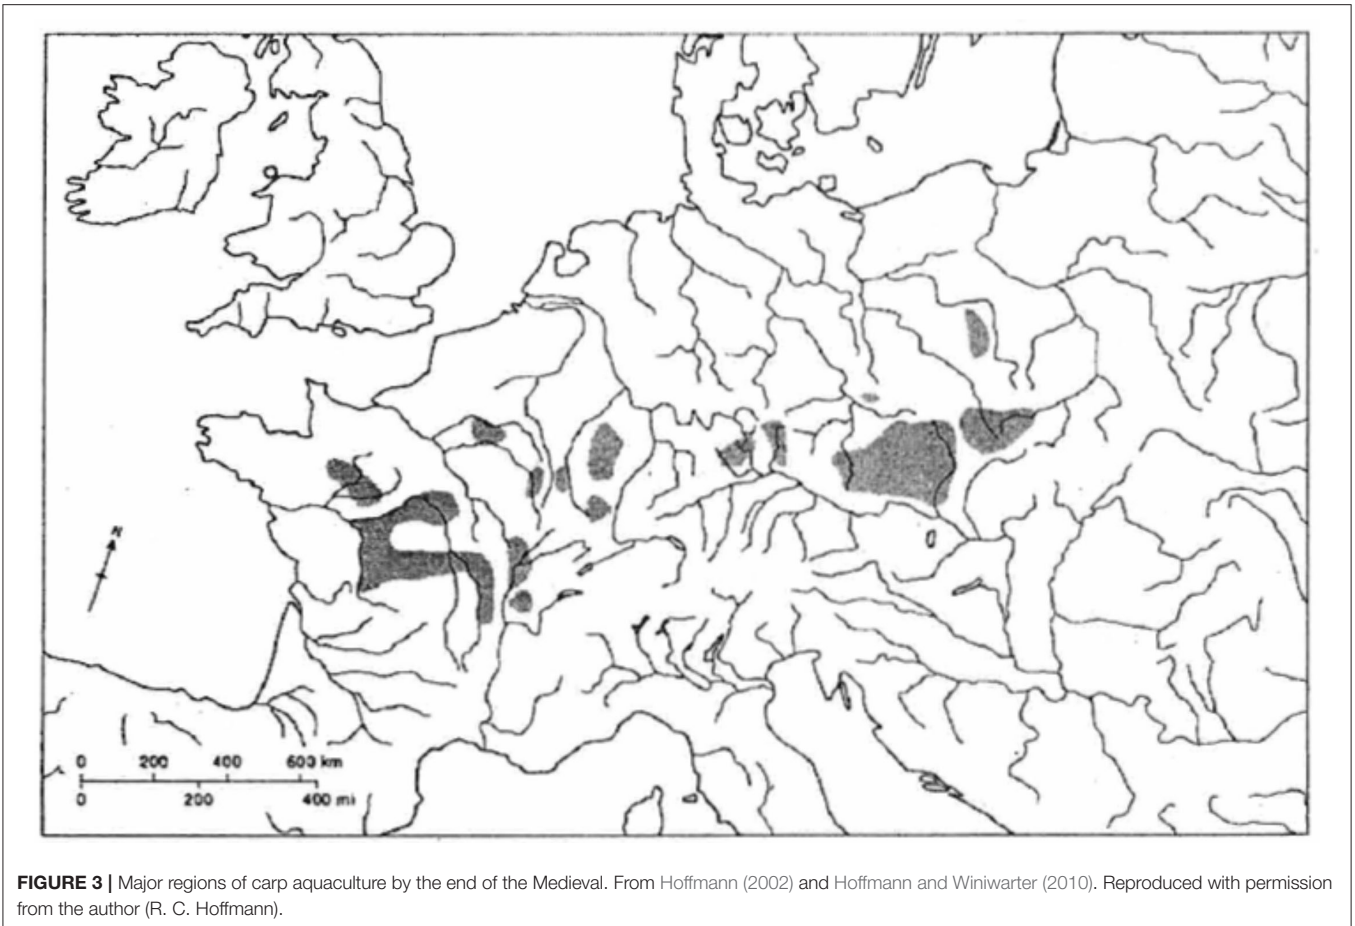 N
0 200 400 600 km
0 200 400 mi
FIGURE 3 | Major regions of carp aquaculture by the end of the Medieval. From Hoffmann (2002) and Hoffmann and Winiwarter (2010). Reproduced with permission
from the author (R. C. Hoffmann).